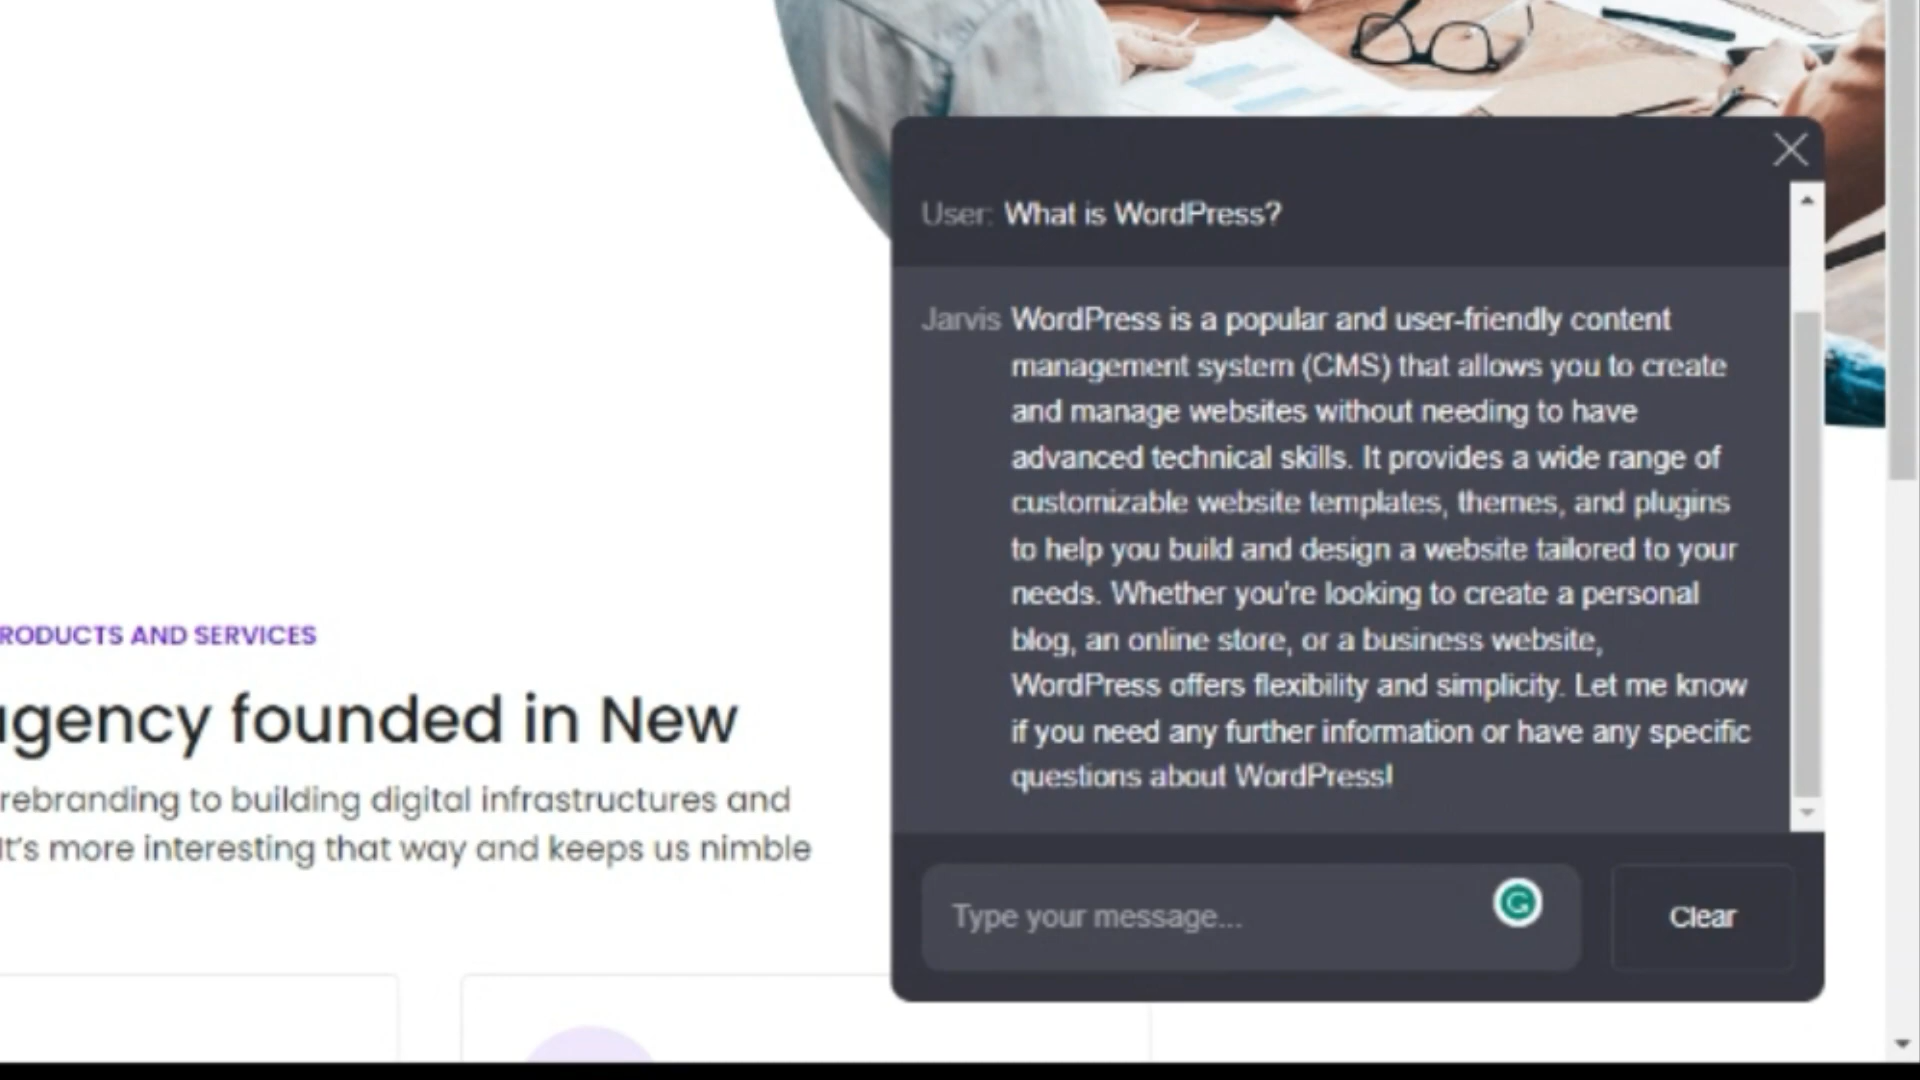 User: What is WordPress?
Jarvis WordPress is a popular and user-friendly content
management system (CMS) that allows you to create
and manage websites without needing to have
advanced technical skills. It provides a wide range of
customizable website templates, themes, and plugins
to help you build and design a website tailored to your
needs. Whether you're looking to create a personal
blog, an online store, or a business website,
WordPress offers flexibility and simplicity. Let me know
if you need any further information or have any specific
questions about WordPress!
Type your message...
Clear
RODUCTS AND SERVICES
agency founded in New
rebranding to building digital infrastructures and
It's more interesting that way and keeps us nimble